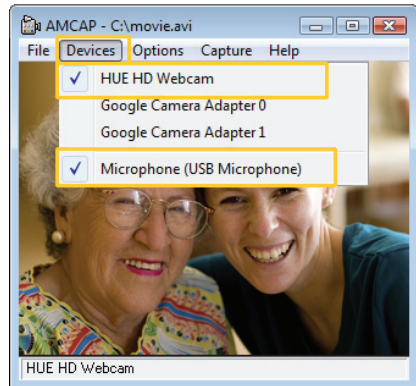 AMCAP - C:\movie.avi
File Devices Options Capture Help
HUE HD Webcam
Google Camera Adapter 0
Google Camera Adapter 1
Microphone (USB Microphone)
HUE HD Webcam